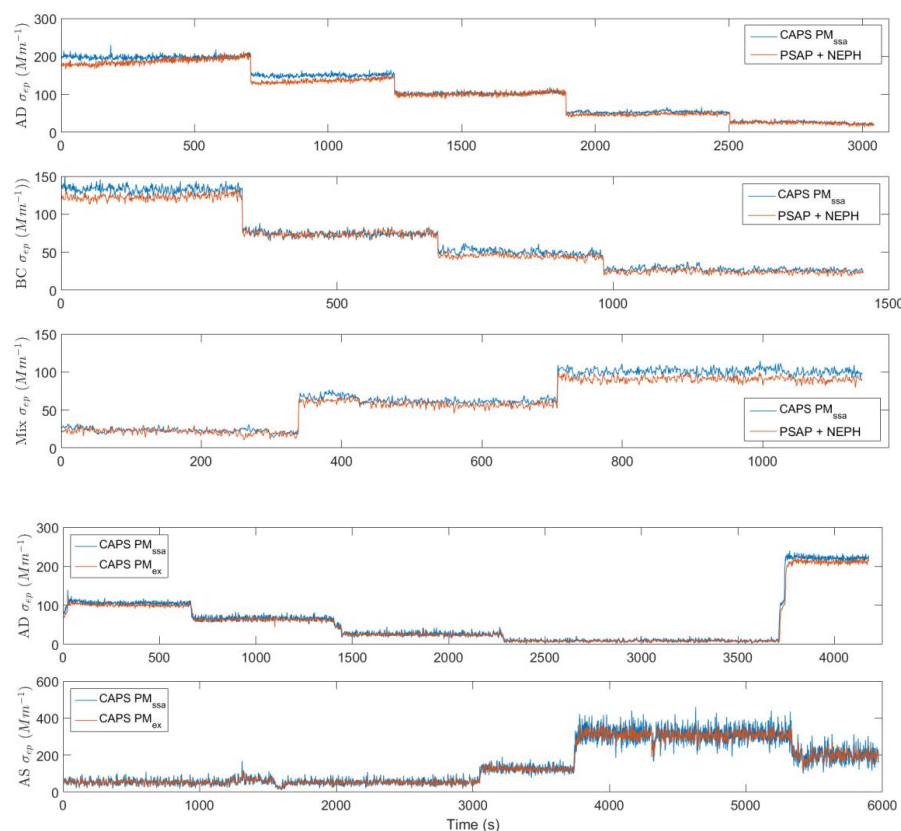 AD σep (Mm⁻¹)
300
200
100
0
CAPS PMssa
PSAP + NEPH
0 500 1000 1500 2000 2500 3000
BC σep (Mm⁻¹))
150
100
50
0
CAPS PMssa
PSAP + NEPH
0 500 1000 1500
Mix σep (Mm⁻¹)
150
100
50
0
CAPS PMssa
PSAP + NEPH
0 200 400 600 800 1000
AD σep (Mm⁻¹)
300
200
100
0
CAPS PMssa
CAPS PMex
0 500 1000 1500 2000 2500 3000 3500 4000
AS σep (Mm⁻¹)
600
400
200
0
CAPS PMssa
CAPS PMex
0 1000 2000 3000 4000 5000 6000
Time (s)